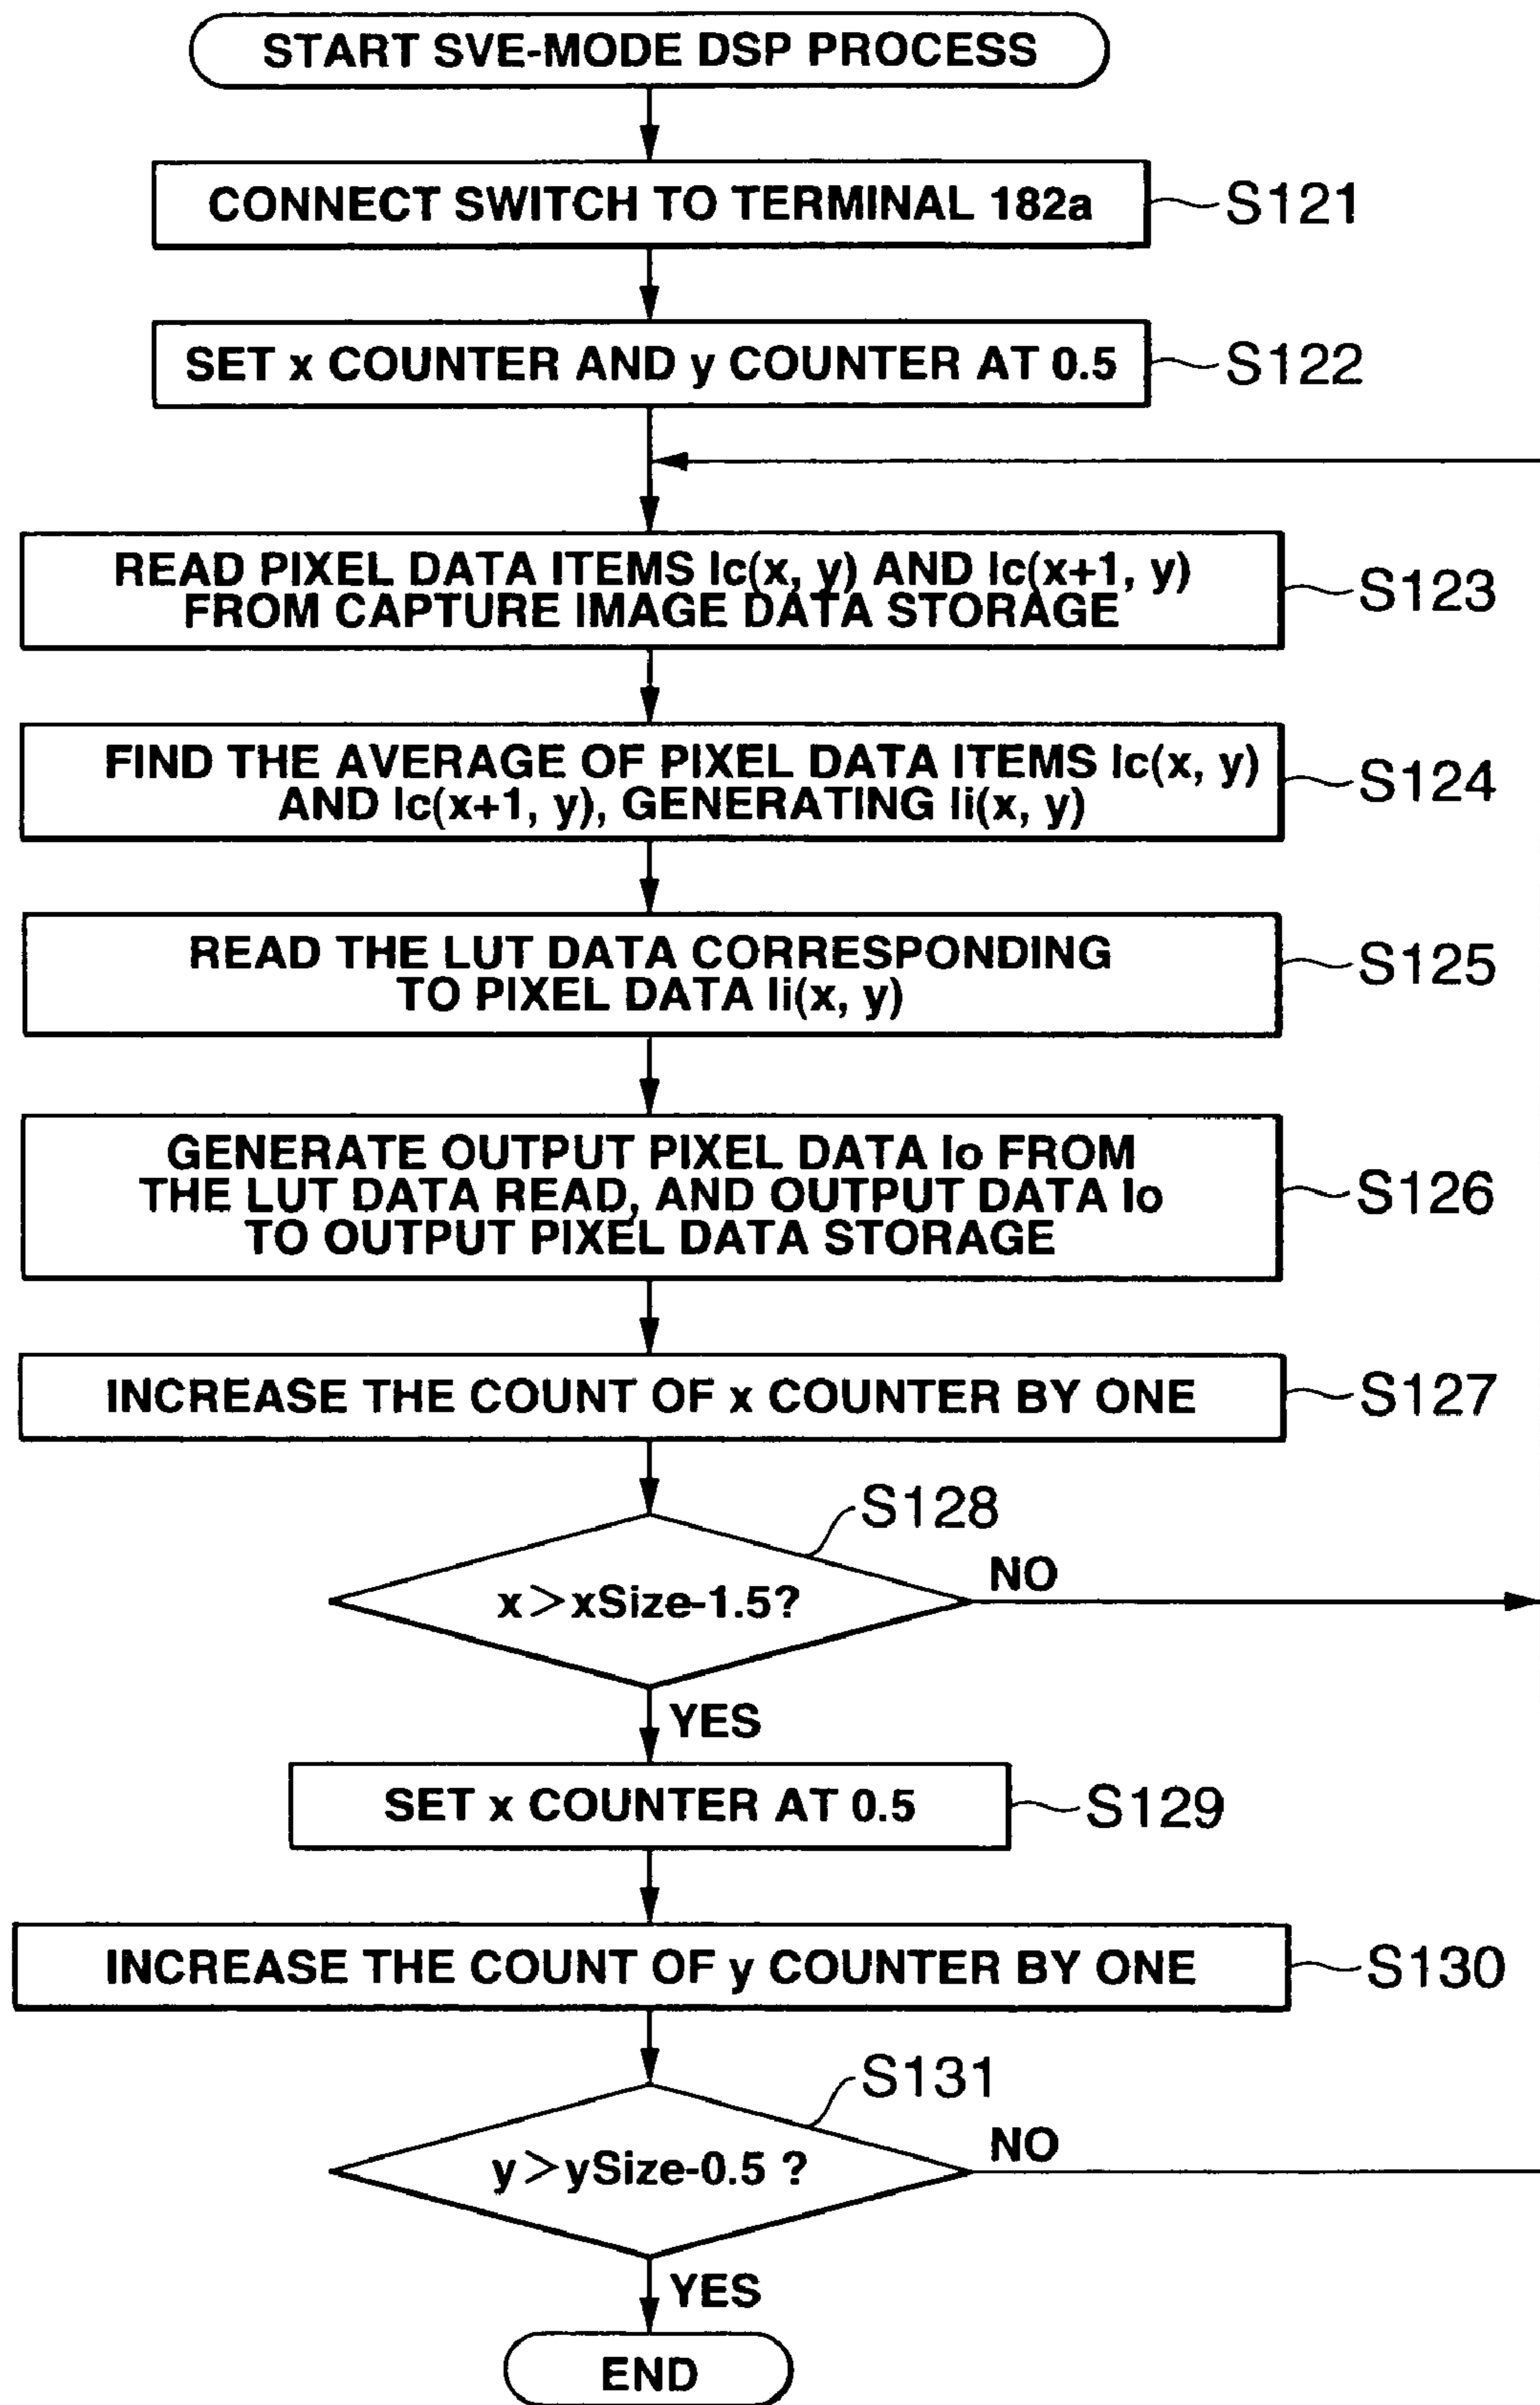 START SVE-MODE DSP PROCESS
CONNECT SWITCH TO TERMINAL 182a
S121
SET x COUNTER AND y COUNTER AT 0.5
S122
READ PIXEL DATA ITEMS Ic(x, y) AND Ic(x+1, y)
FROM CAPTURE IMAGE DATA STORAGE
S123
FIND THE AVERAGE OF PIXEL DATA ITEMS Ic(x, y)
AND Ic(x+1, y), GENERATING Ii(x, y)
S124
READ THE LUT DATA CORRESPONDING
TO PIXEL DATA Ii(x, y)
S125
GENERATE OUTPUT PIXEL DATA Io FROM
THE LUT DATA READ, AND OUTPUT DATA Io
TO OUTPUT PIXEL DATA STORAGE
S126
INCREASE THE COUNT OF x COUNTER BY ONE
S127
S128
x>xSize-1.5?
NO
YES
SET x COUNTER AT 0.5
S129
INCREASE THE COUNT OF y COUNTER BY ONE
S130
S131
y>ySize-0.5 ?
NO
YES
END